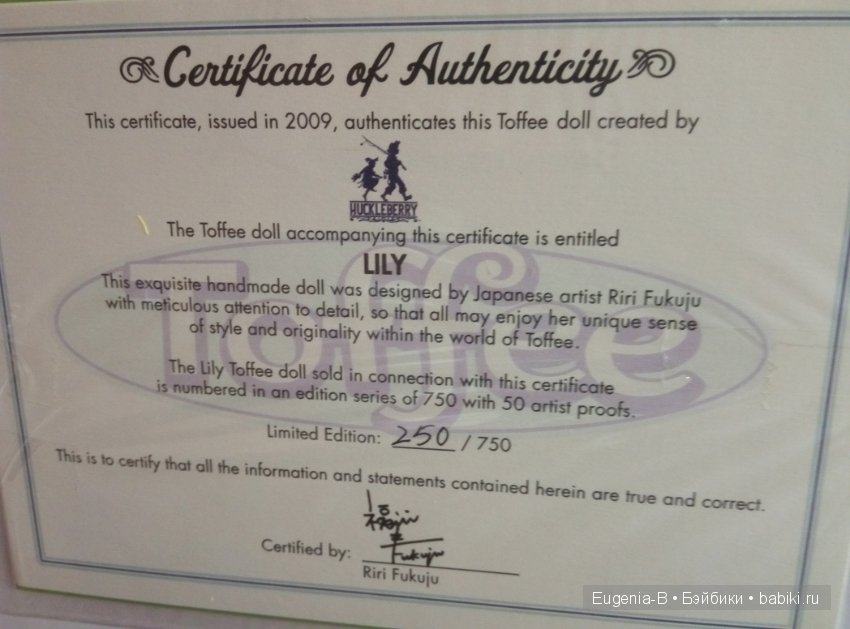 Certificate of Authenticity
This certificate, issued in 2009, authenticates this Toffee doll created by
HUCKLEBERRY
The Toffee doll accompanying this certificate is entitled
LILY
This exquisite handmade doll was designed by Japanese artist Riri Fukuju
with meticulous attention to detail, so that all may enjoy her unique sense
of style and originality within the world of Toffee.
Toffee
The Lily Toffee doll sold in connection with this certificate
is numbered in an edition series of 750 with 50 artist proofs.
Limited Edition: 250 / 750
This is to certify that all the information and statements contained herein are true and correct.
Certified by: Fukuju
Riri Fukuju
Eugenia-B • Бэйбики • babiki.ru